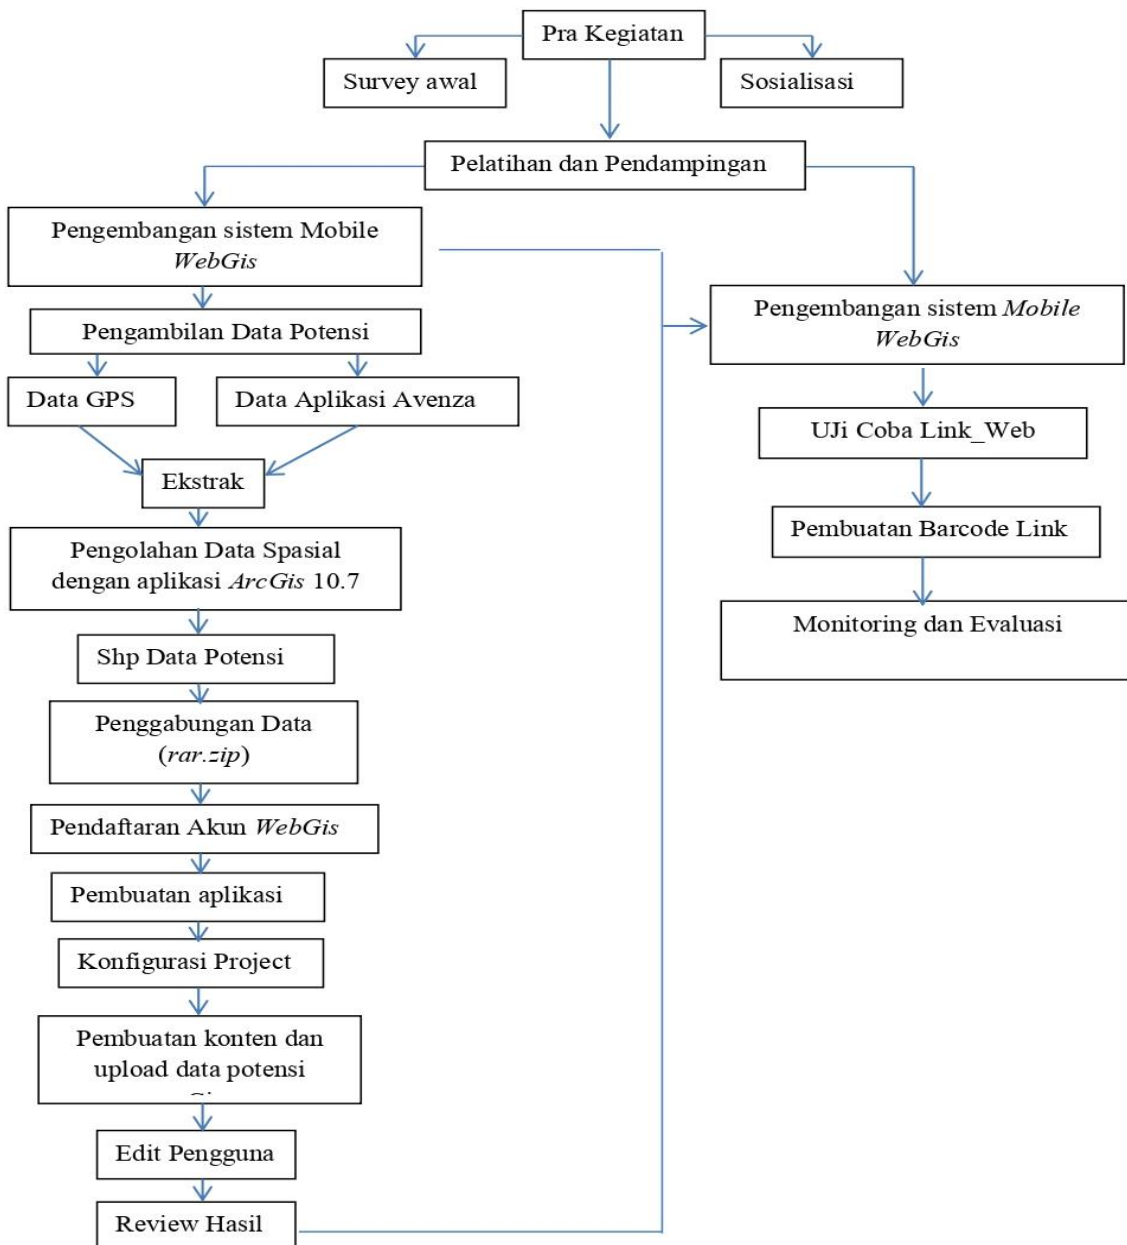 Pra Kegiatan
Survey awal
Sosialisasi
Pelatihan dan Pendampingan
Pengembangan sistem Mobile
WebGis
Pengambilan Data Potensi
Data GPS
Data Aplikasi Avenza
Ekstrak
Pengolahan Data Spasial
dengan aplikasi ArcGis 10.7
Shp Data Potensi
Penggabungan Data
(rar.zip)
Pendaftaran Akun WebGis
Pembuatan aplikasi
Konfigurasi Project
Pembuatan konten dan
upload data potensi
Edit Pengguna
Review Hasil
Pengembangan sistem Mobile
WebGis
UJi Coba Link_Web
Pembuatan Barcode Link
Monitoring dan Evaluasi